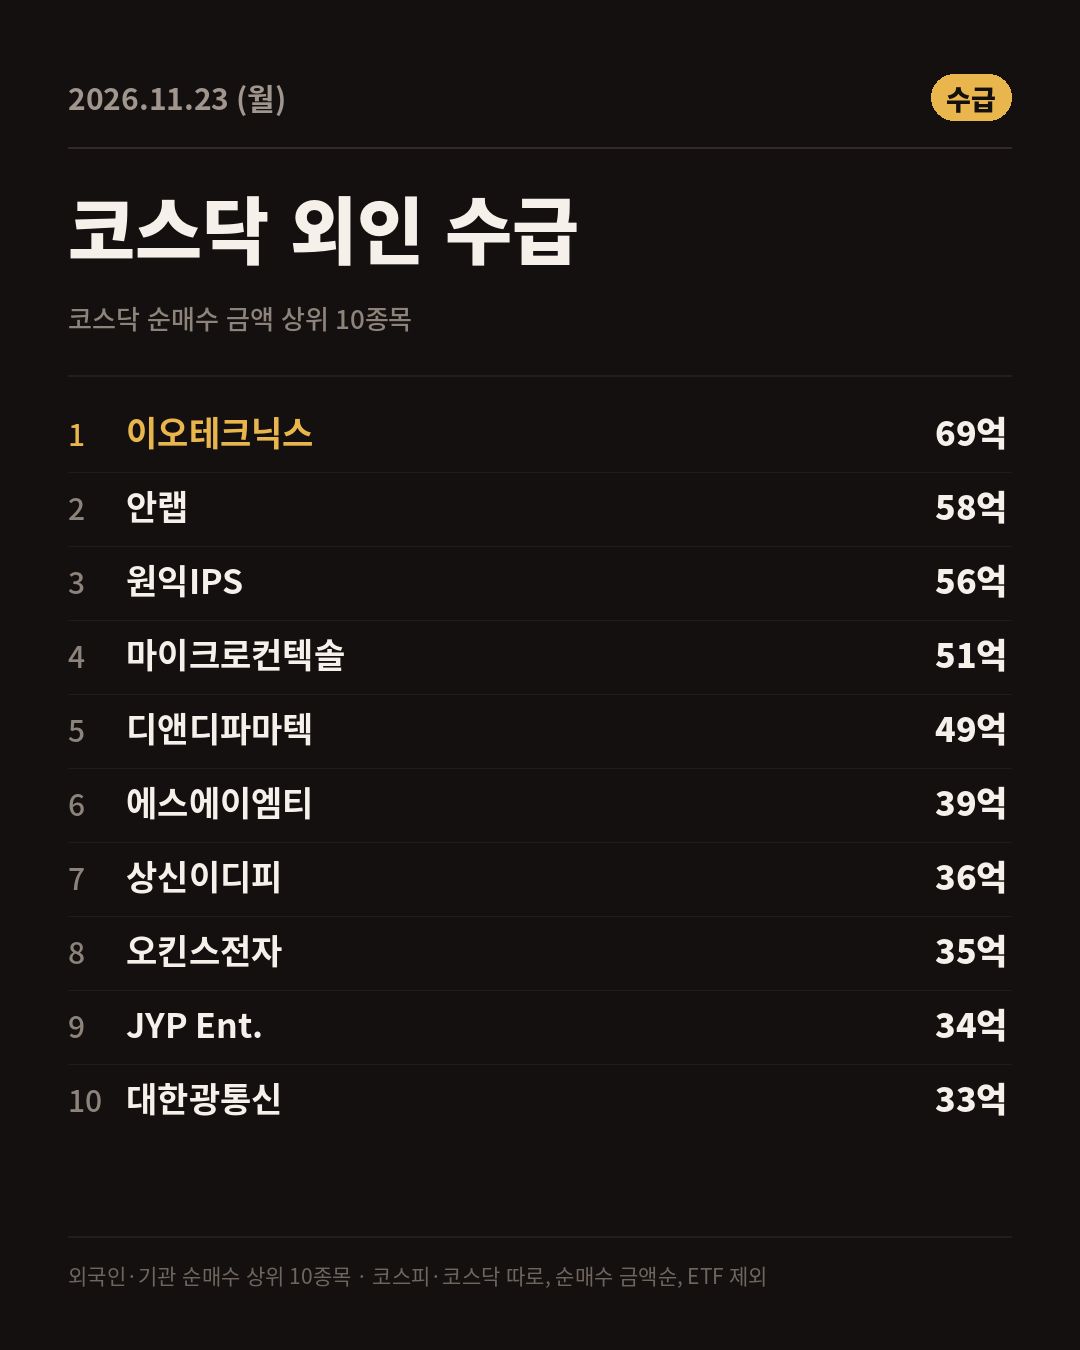 2026.11.23 (월)
수급
코스닥 외인 수급
코스닥 순매수 금액 상위 10종목
1 이오테크닉스 69억
2 안랩 58억
3 원익IPS 56억
4 마이크로컨텍솔 51억
5 디앤디파마텍 49억
6 에스에이엠티 39억
7 상신이디피 36억
8 오킨스전자 35억
9 JYP Ent. 34억
10 대한광통신 33억
외국인·기관 순매수 상위 10종목 · 코스피·코스닥 따로, 순매수 금액순, ETF 제외